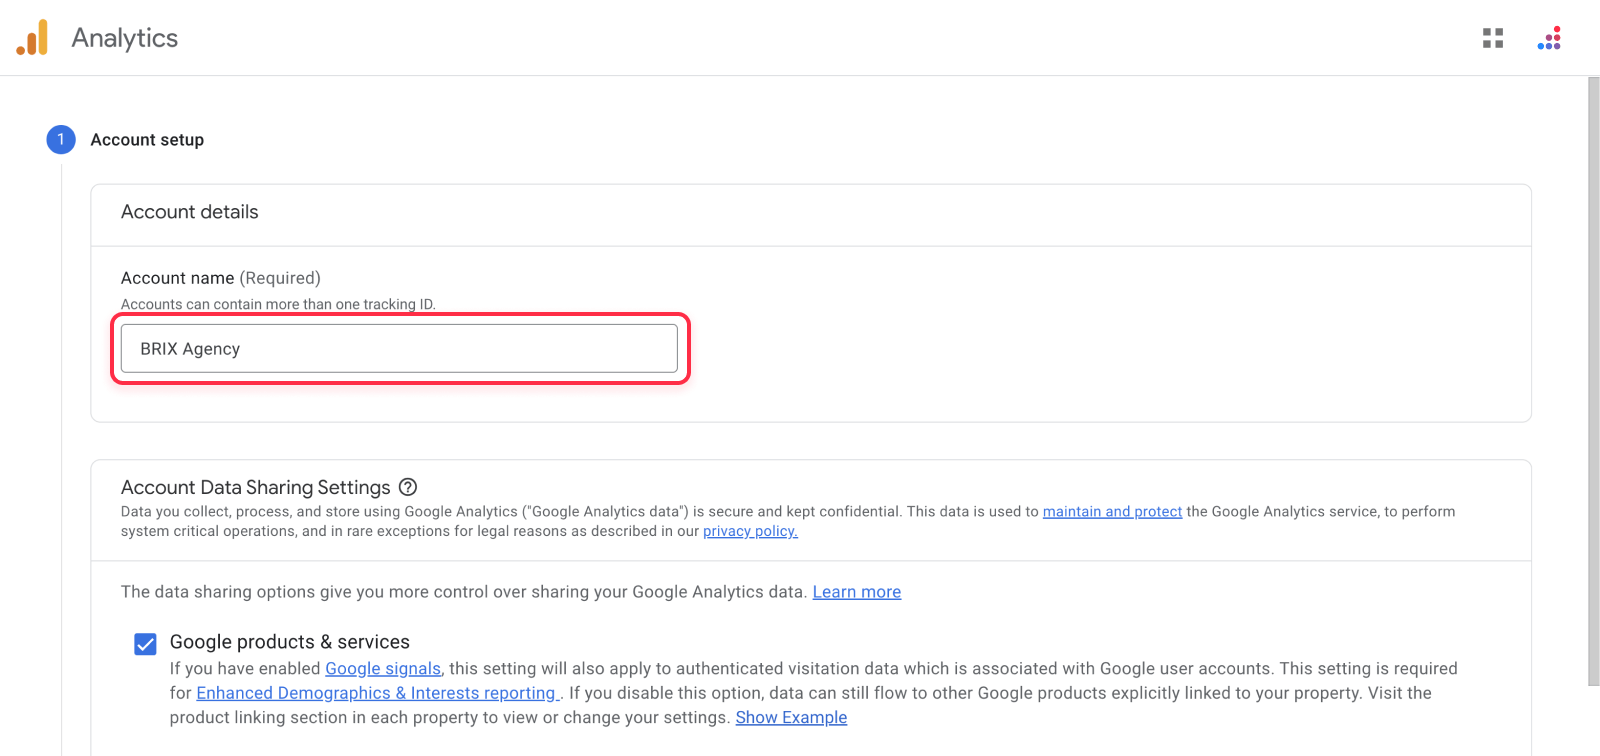 Analytics
1 Account setup
Account details
Account name (Required)
Accounts can contain more than one tracking ID.
BRIX Agency
Account Data Sharing Settings
Data you collect, process, and store using Google Analytics ("Google Analytics data") is secure and kept confidential. This data is used to maintain and protect the Google Analytics service, to perform
system critical operations, and in rare exceptions for legal reasons as described in our privacy policy.
The data sharing options give you more control over sharing your Google Analytics data. Learn more
Google products & services
If you have enabled Google signals, this setting will also apply to authenticated visitation data which is associated with Google user accounts. This setting is required
for Enhanced Demographics & Interests reporting . If you disable this option, data can still flow to other Google products explicitly linked to your property. Visit the
product linking section in each property to view or change your settings. Show Example